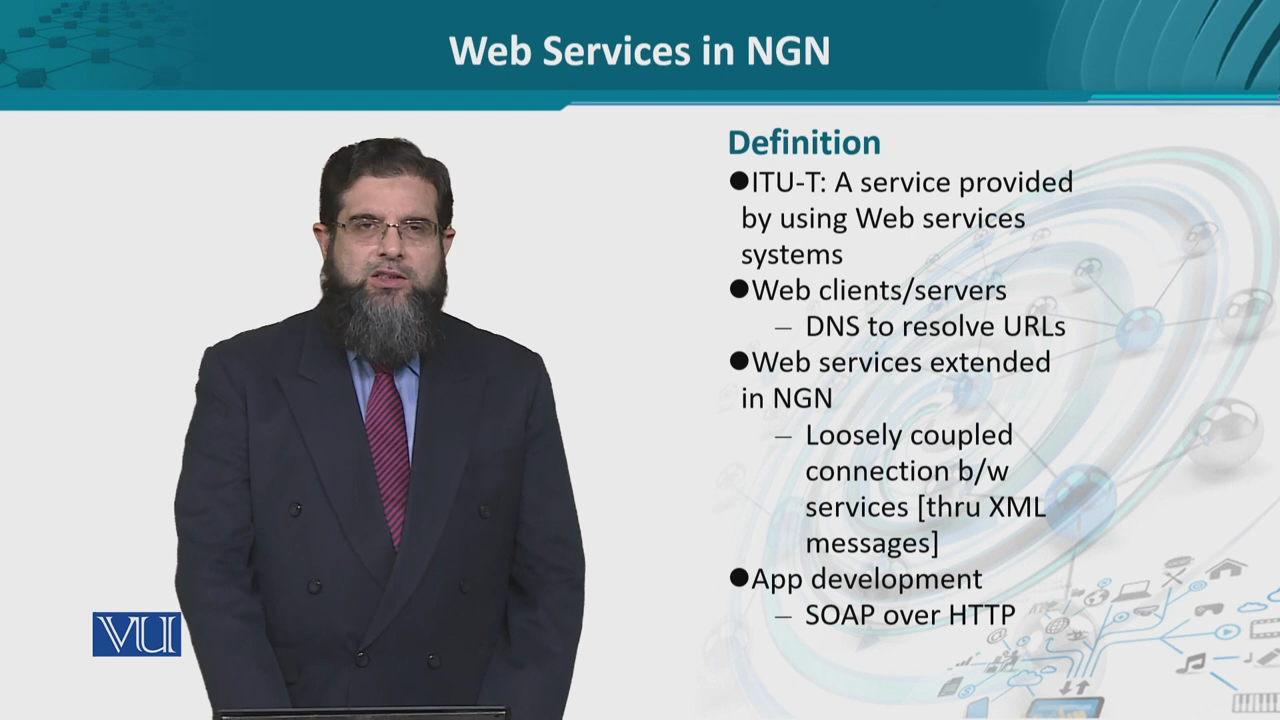 Web Services in NGN
Definition
●ITU-T: A service provided
by using Web services
systems
●Web clients/servers
– DNS to resolve URLs
●Web services extended
in NGN
– Loosely coupled
connection b/w
services [thru XML
messages]
●App development
– SOAP over HTTP
VU